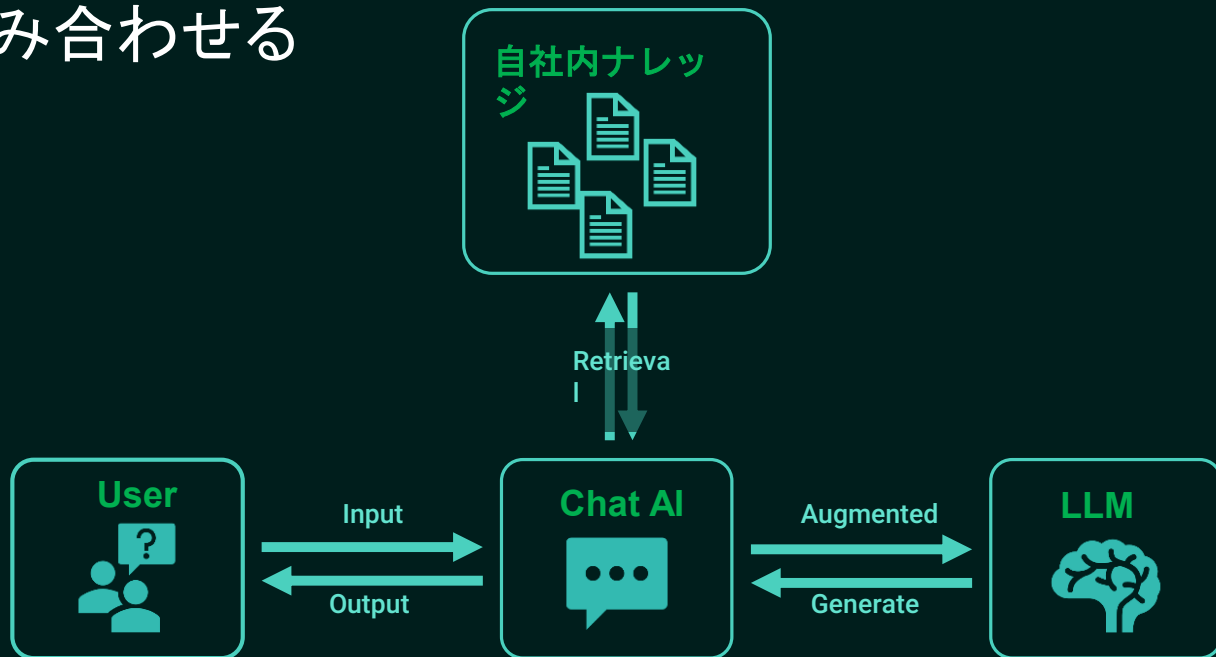 み合わせる
自社内ナレッ
ジ
Retrieva
l
User
?
Input
Output
Chat AI
Augmented
Generate
LLM